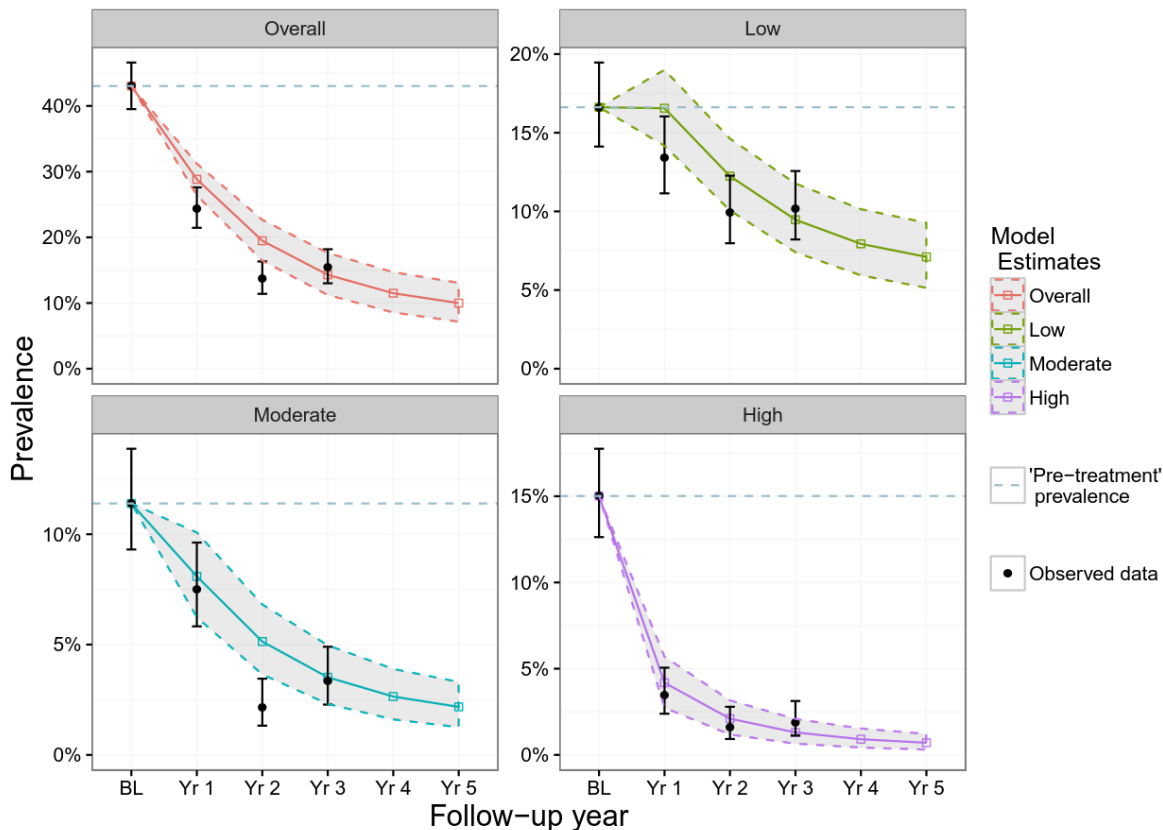 Overall
Low
40%
30%
20%
10%
0%
20%
15%
10%
5%
0%
Prevalence
Moderate
High
10%
5%
0%
15%
10%
5%
0%
BL Yr 1 Yr 2 Yr 3 Yr 4 Yr 5
BL Yr 1 Yr 2 Yr 3 Yr 4 Yr 5
Follow−up year
Model
Estimates
Overall
Low
Moderate
High
'Pre−treatment'
prevalence
Observed data